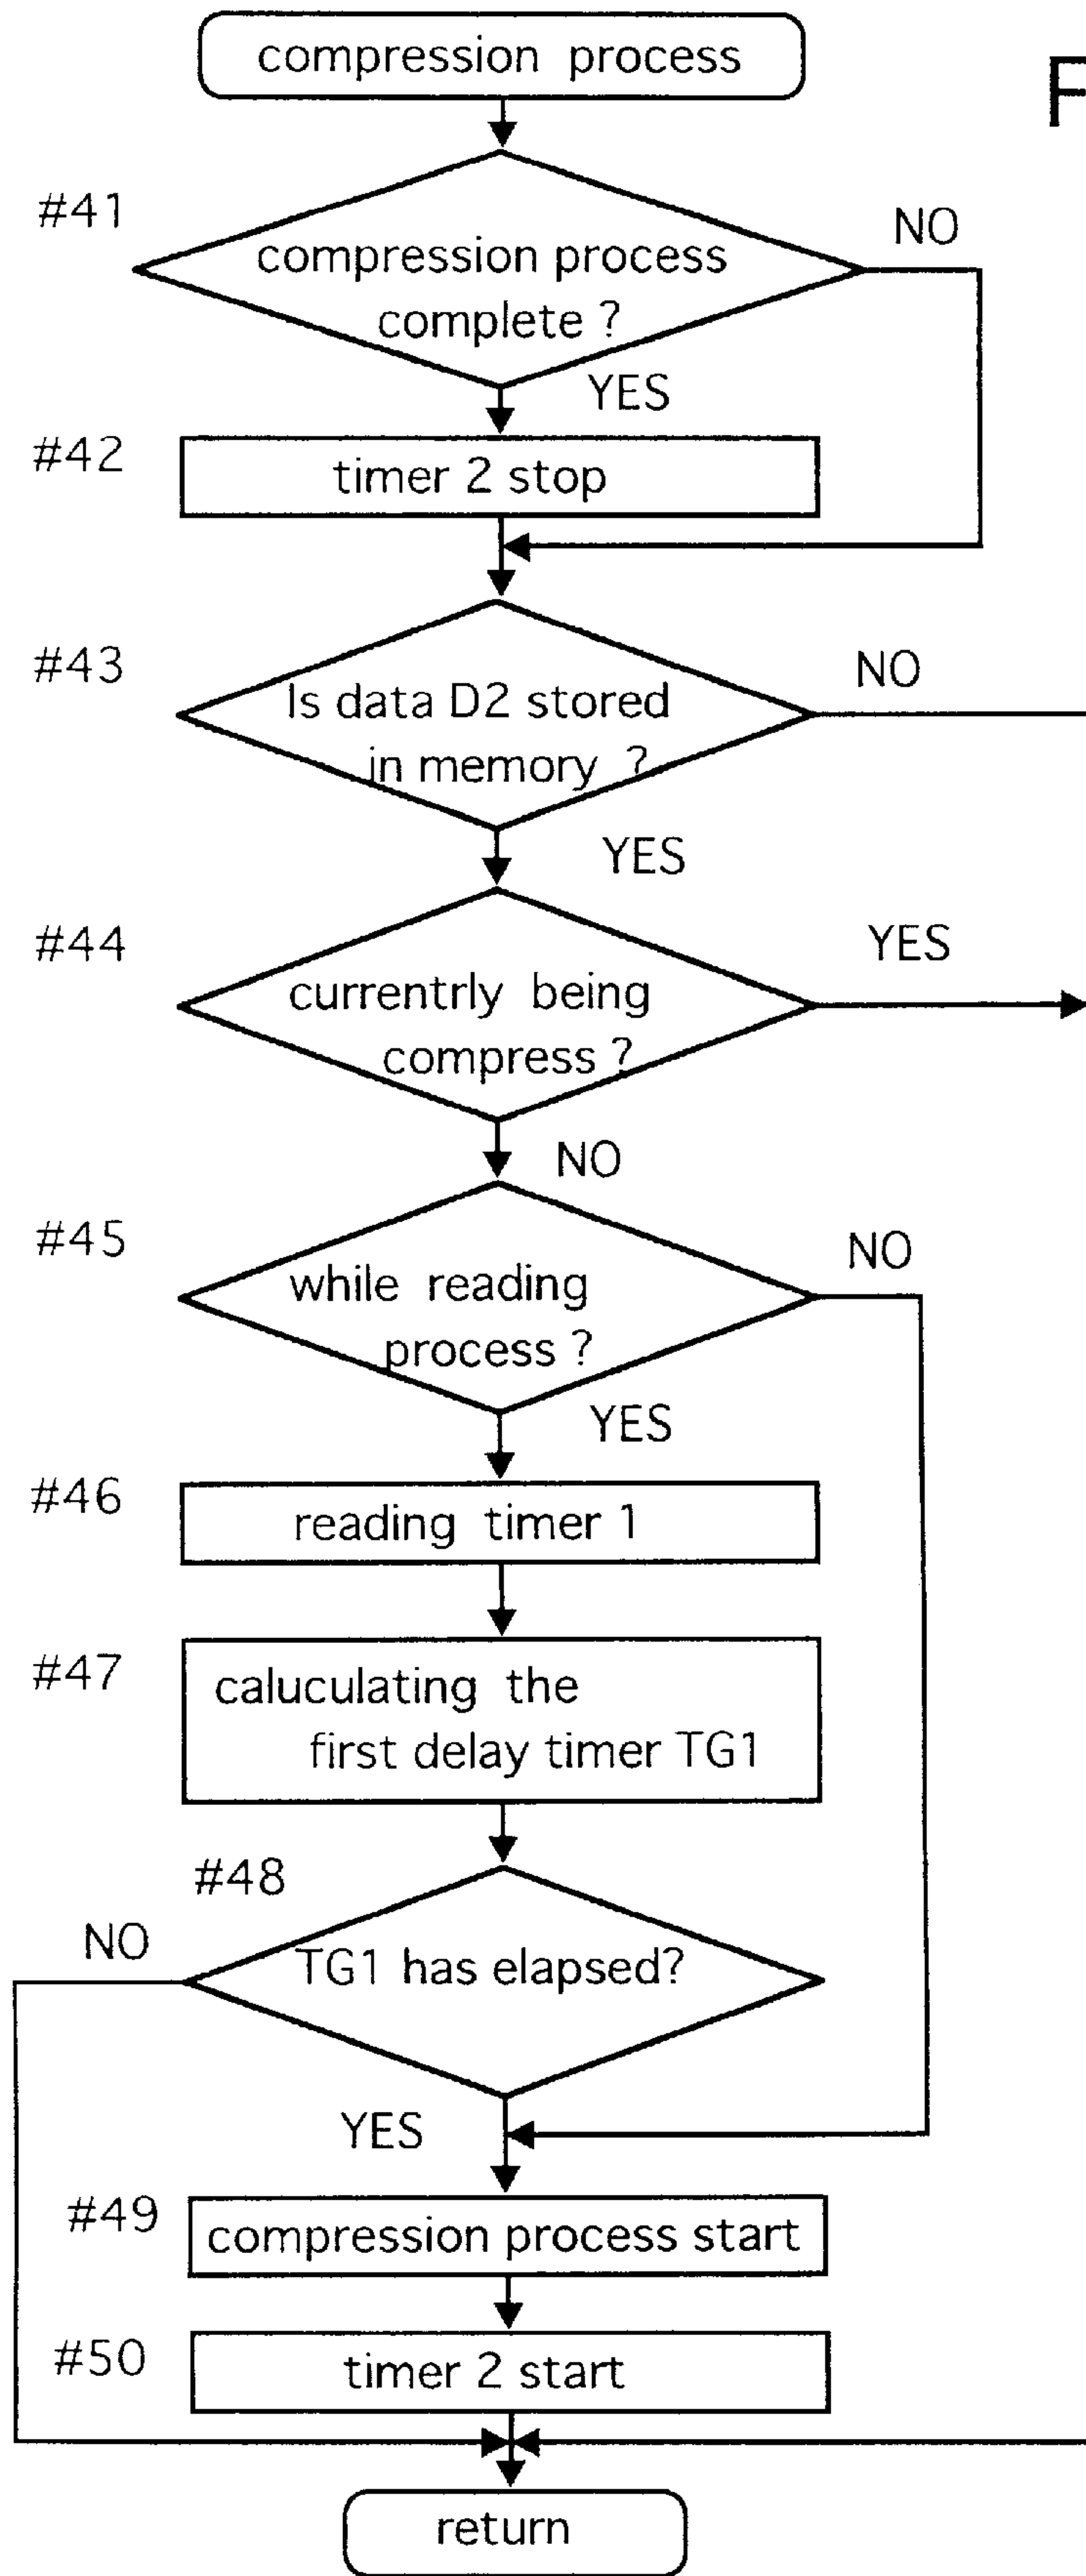 compression process
F
#41
NO
compression process
complete ?
YES
#42
timer 2 stop
#43
NO
Is data D2 stored
in memory ?
YES
#44
YES
currentrly being
compress ?
NO
#45
NO
while reading
process ?
YES
#46
reading timer 1
#47
caluculating the
first delay timer TG1
#48
NO
TG1 has elapsed?
YES
#49
compression process start
#50
timer 2 start
return